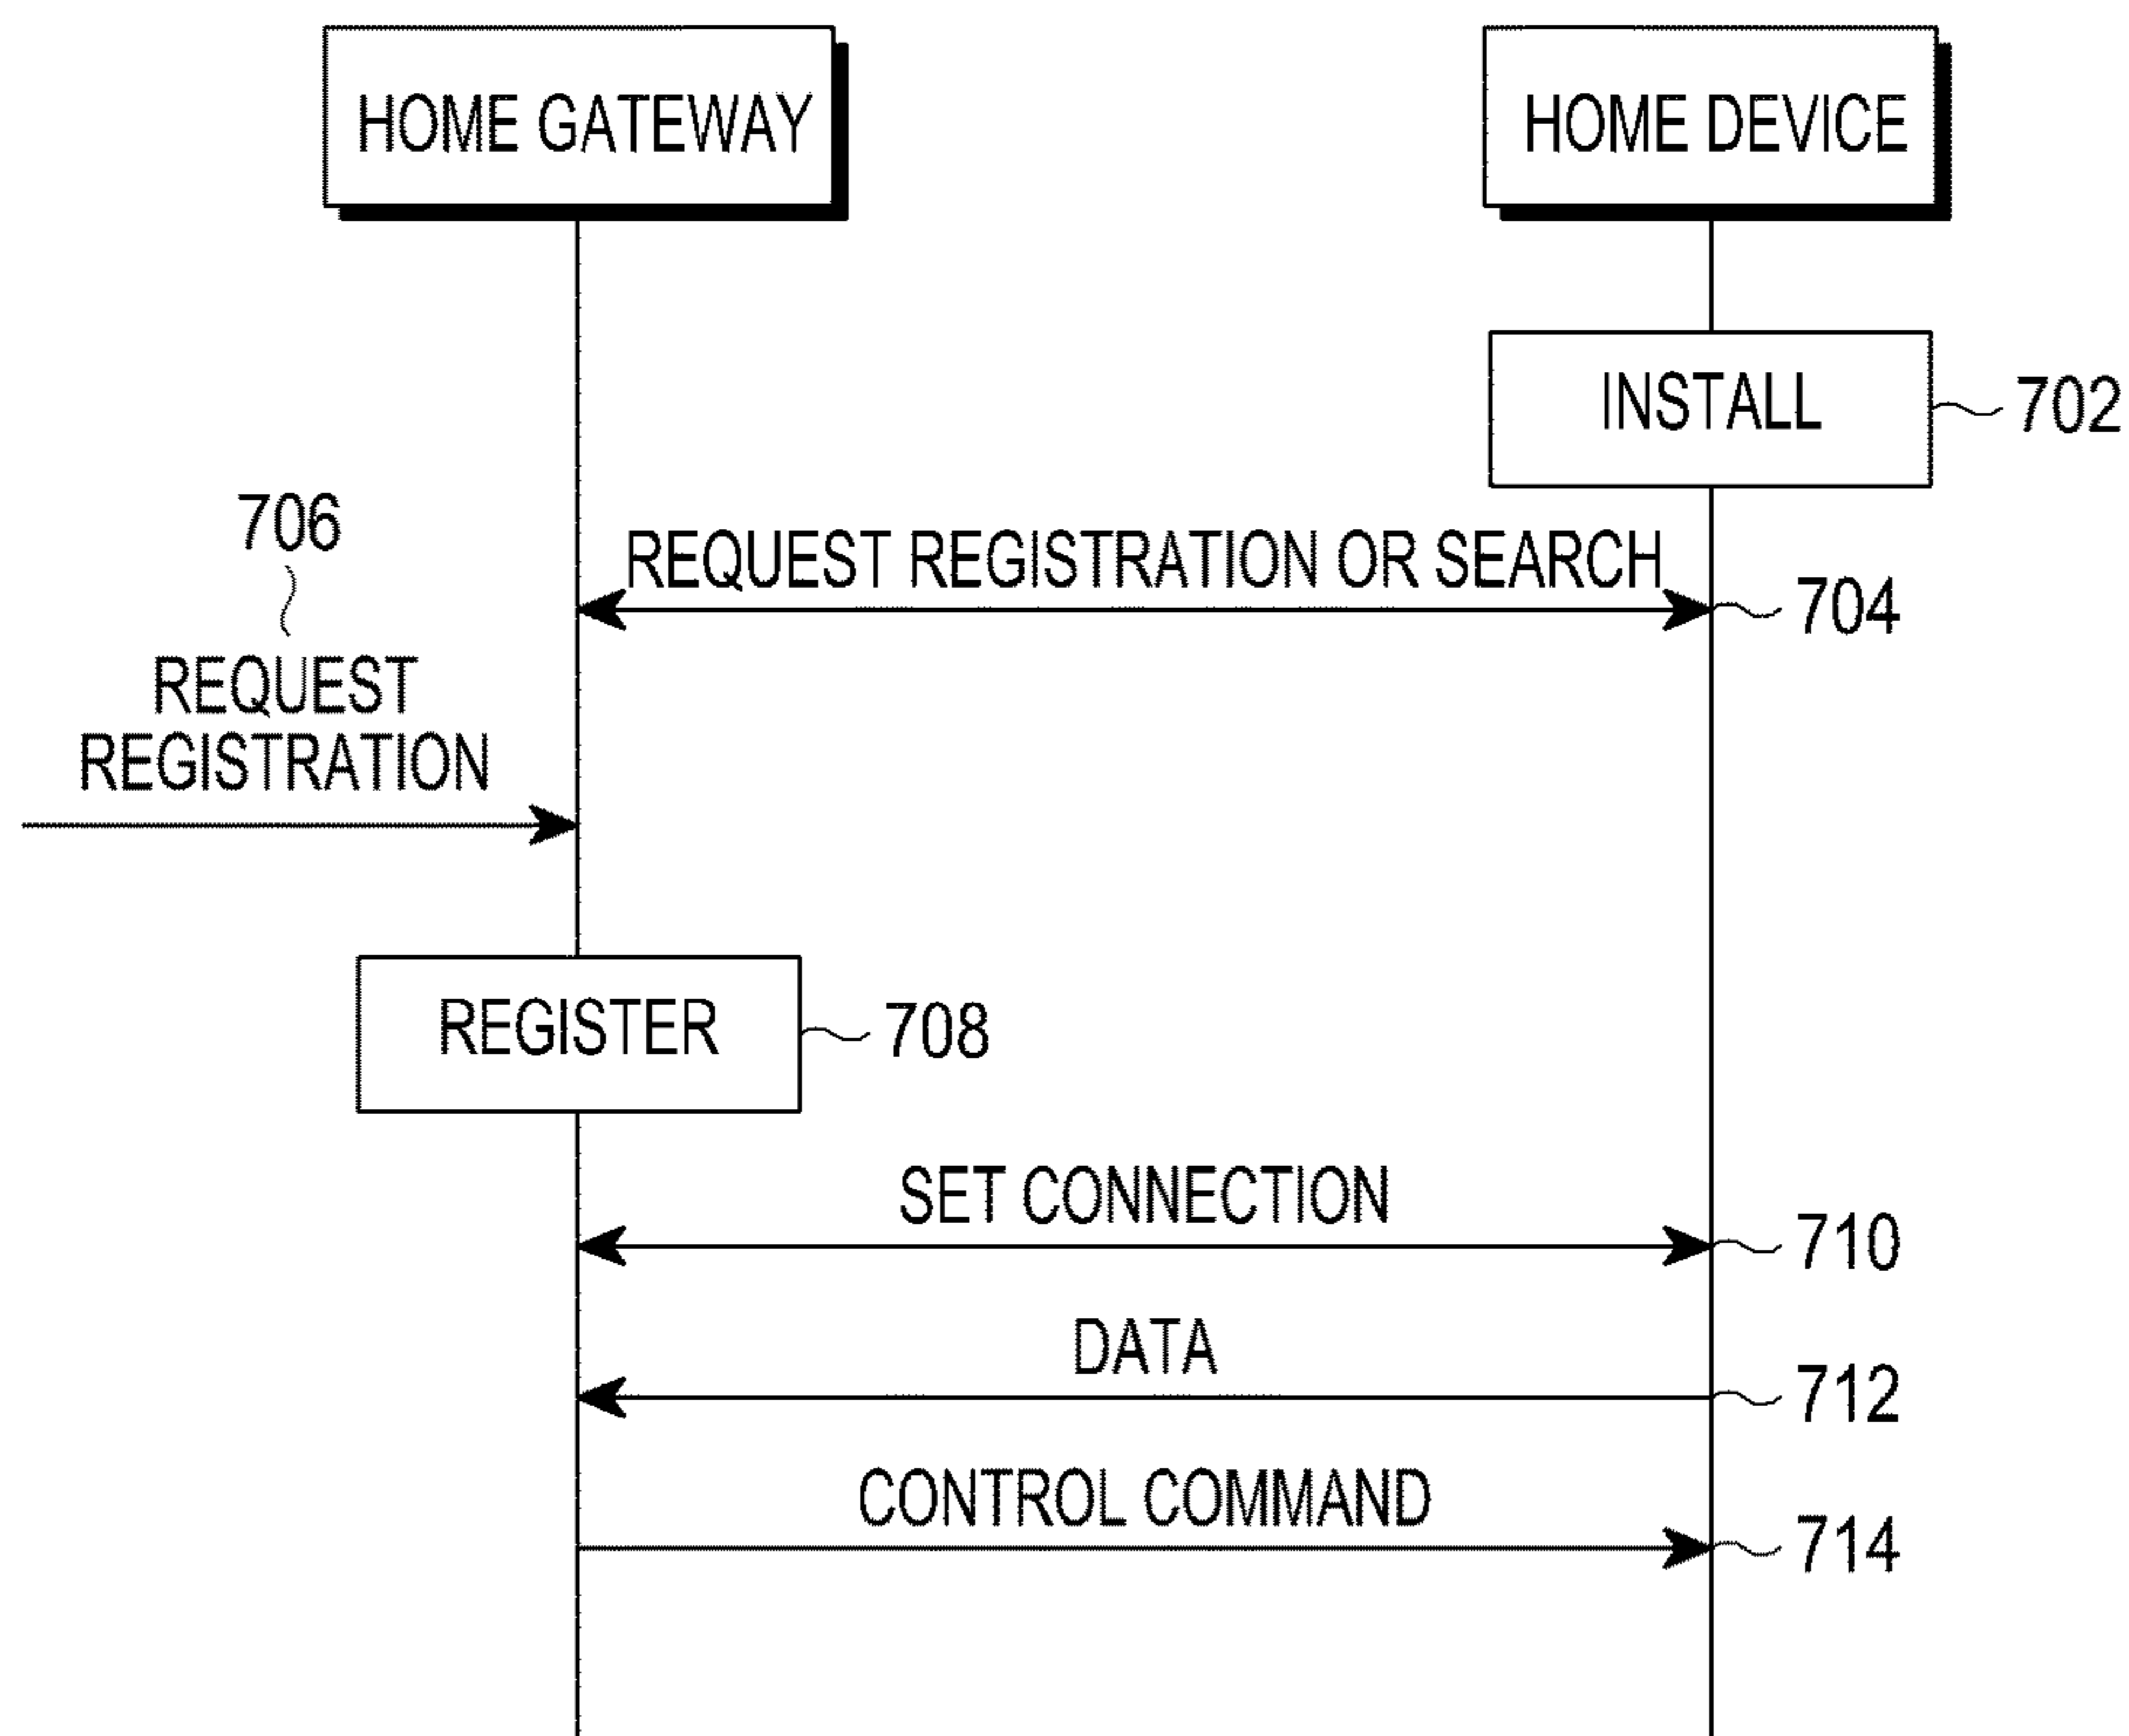 HOME GATEWAY
HOME DEVICE
INSTALL
702
706
REQUEST REGISTRATION OR SEARCH
704
REQUEST
REGISTRATION
REGISTER
708
SET CONNECTION
710
DATA
712
CONTROL COMMAND
714